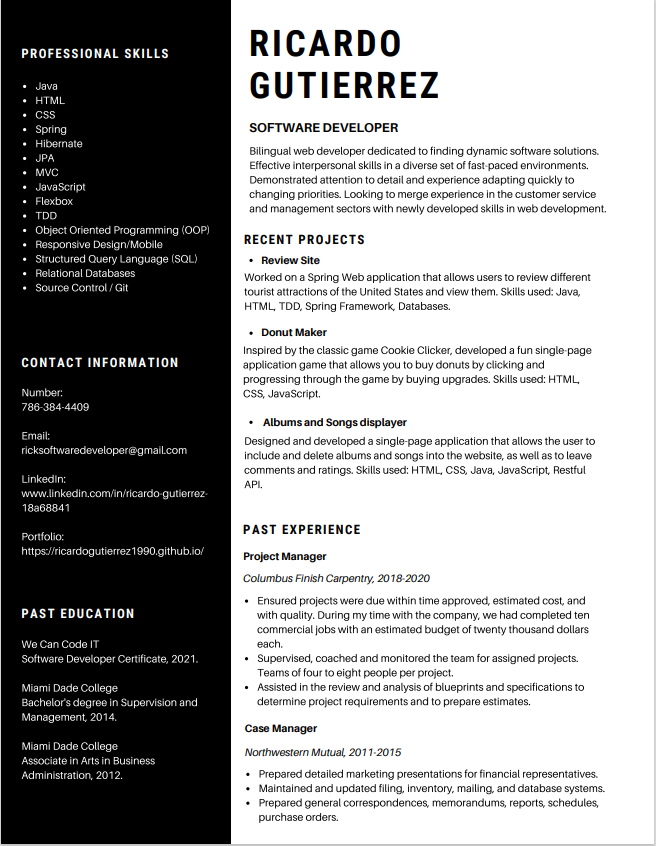 PROFESSIONAL SKILLS
Java
HTML
CSS
Spring
Hibernate
JPA
MVC
JavaScript
Flexbox
TDD
Object Oriented Programming (OOP)
Responsive Design/Mobile
Structured Query Language (SQL)
Relational Databases
Source Control / Git
CONTACT INFORMATION
Number:
786-384-4409
Email:
ricksoftwaredeveloper@gmail.com
LinkedIn:
www.linkedin.com/in/ricardo-gutierrez-
18a68841
Portfolio:
https://ricardogutierrez1990.github.io/
PAST EDUCATION
We Can Code IT
Software Developer Certificate, 2021.
Miami Dade College
Bachelor's degree in Supervision and
Management, 2014.
Miami Dade College
Associate in Arts in Business
Administration, 2012.
RICARDO
GUTIERREZ
SOFTWARE DEVELOPER
Bilingual web developer dedicated to finding dynamic software solutions.
Effective interpersonal skills in a diverse set of fast-paced environments.
Demonstrated attention to detail and experience adapting quickly to
changing priorities. Looking to merge experience in the customer service
and management sectors with newly developed skills in web development.
RECENT PROJECTS
• Review Site
Worked on a Spring Web application that allows users to review different
tourist attractions of the United States and view them. Skills used: Java,
HTML, TDD, Spring Framework, Databases.
• Donut Maker
Inspired by the classic game Cookie Clicker, developed a fun single-page
application game that allows you to buy donuts by clicking and
progressing through the game by buying upgrades. Skills used: HTML,
CSS, JavaScript.
• Albums and Songs displayer
Designed and developed a single-page application that allows the user to
include and delete albums and songs into the website, as well as to leave
comments and ratings. Skills used: HTML, CSS, Java, JavaScript, Restful
API.
PAST EXPERIENCE
Project Manager
Columbus Finish Carpentry, 2018-2020
• Ensured projects were due within time approved, estimated cost, and
with quality. During my time with the company, we had completed ten
commercial jobs with an estimated budget of twenty thousand dollars
each.
• Supervised, coached and monitored the team for assigned projects.
Teams of four to eight people per project.
• Assisted in the review and analysis of blueprints and specifications to
determine project requirements and to prepare estimates.
Case Manager
Northwestern Mutual, 2011-2015
• Prepared detailed marketing presentations for financial representatives.
• Maintained and updated filing, inventory, mailing, and database systems.
• Prepared general correspondences, memorandums, reports, schedules,
purchase orders.